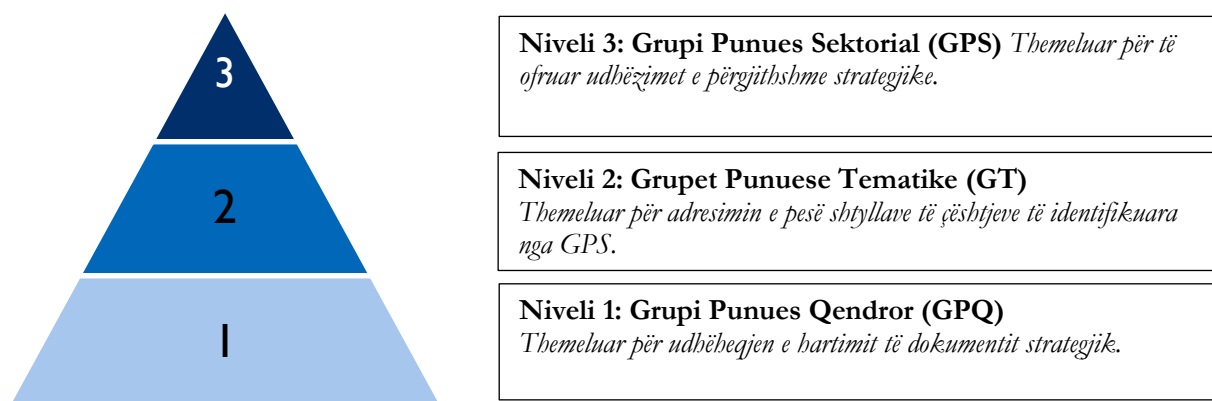 3
Niveli 3: Grupi Punues Sektorial (GPS) Themeluar për të
ofruar udhëzimet e përgjithshme strategjike.
2
Niveli 2: Grupet Punuese Tematike (GT)
Themeluar për adresimin e pesë shtyllave të çështjeve të identifikuara
nga GPS.
1
Niveli 1: Grupi Punues Qendror (GPQ)
Themeluar për udhëheqjen e hartimit të dokumentit strategjik.